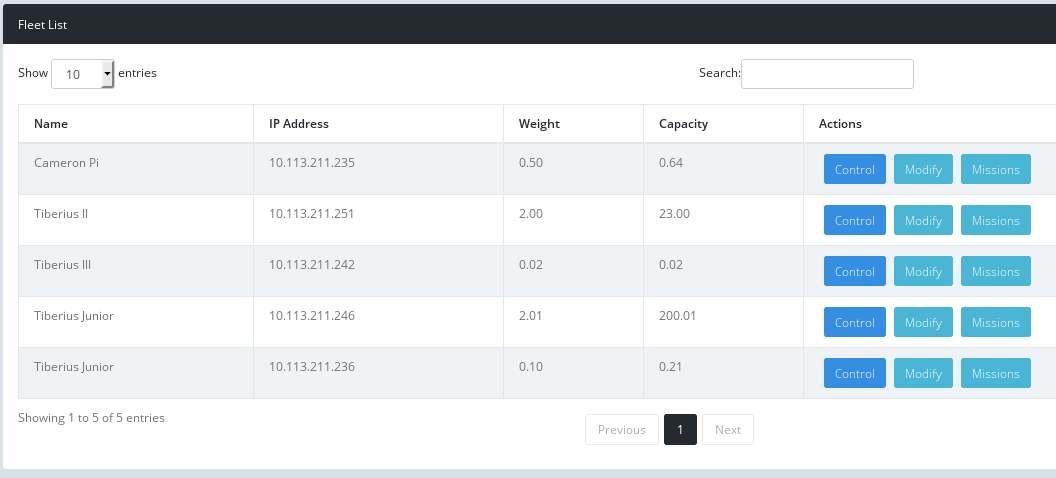 Fleet List
Show 10 entries Search:
Name IP Address Weight Capacity Actions
Cameron Pi 10.113.211.235 0.50 0.64 Control Modify Missions
Tiberius II 10.113.211.251 2.00 23.00 Control Modify Missions
Tiberius III 10.113.211.242 0.02 0.02 Control Modify Missions
Tiberius Junior 10.113.211.246 2.01 200.01 Control Modify Missions
Tiberius Junior 10.113.211.236 0.10 0.21 Control Modify Missions
Showing 1 to 5 of 5 entries Previous 1 Next